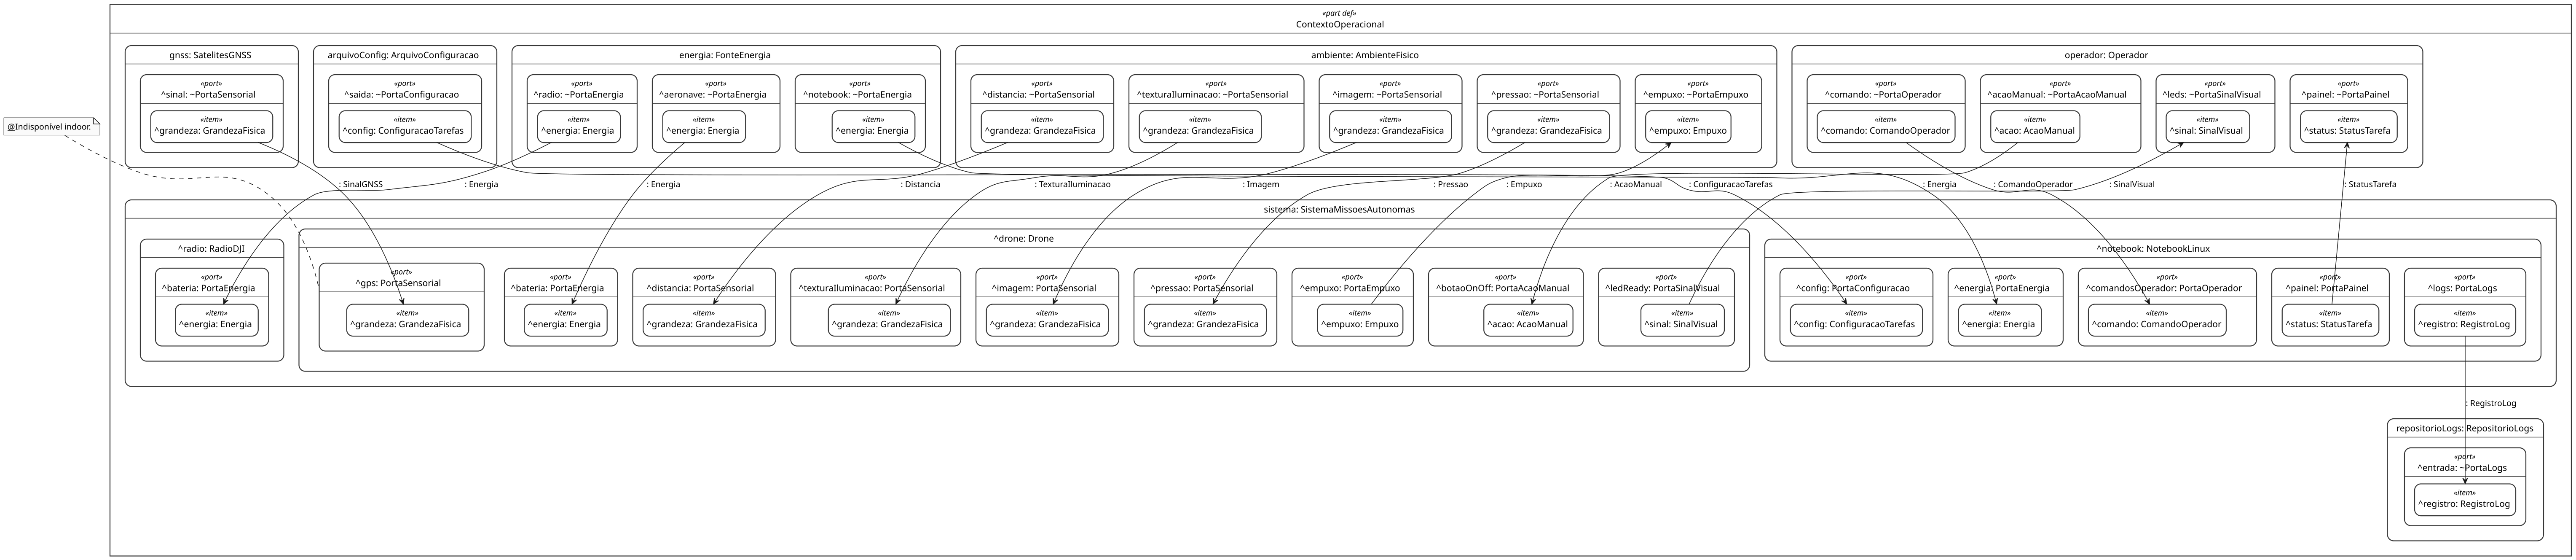 «part def»
ContextoOperacional
gnss: SatelitesGNSS
arquivoConfig: ArquivoConfiguracao
energia: FonteEnergia
ambiente: AmbienteFisico
operador: Operador
«port»
^sinal: ~PortaSensorial
«item»
^grandeza: GrandezaFisica
«port»
^saida: ~PortaConfiguracao
«item»
^config: ConfiguracaoTarefas
«port»
^radio: ~PortaEnergia
«item»
^energia: Energia
«port»
^aeronave: ~PortaEnergia
«item»
^energia: Energia
«port»
^notebook: ~PortaEnergia
«item»
^energia: Energia
«port»
^distancia: ~PortaSensorial
«item»
^grandeza: GrandezaFisica
«port»
^texturaIluminacao: ~PortaSensorial
«item»
^grandeza: GrandezaFisica
«port»
^imagem: ~PortaSensorial
«item»
^grandeza: GrandezaFisica
«port»
^pressao: ~PortaSensorial
«item»
^grandeza: GrandezaFisica
«port»
^empuxo: ~PortaEmpuxo
«item»
^empuxo: Empuxo
«port»
^comando: ~PortaOperador
«item»
^comando: ComandoOperador
«port»
^acaoManual: ~PortaAcaoManual
«item»
^acao: AcaoManual
«port»
^leds: ~PortaSinalVisual
«item»
^sinal: SinalVisual
«port»
^painel: ~PortaPainel
«item»
^status: StatusTarefa
@Indisponível indoor.
: SinalGNSS
: Energia
: Energia
: Distancia
: TexturaIluminacao
: Imagem
: Pressao
: Empuxo
: AcaoManual
: ConfiguracaoTarefas
: Energia
: ComandoOperador
: SinalVisual
: StatusTarefa
sistema: SistemaMissoesAutonomas
^radio: RadioDJI
^drone: Drone
^notebook: NotebookLinux
«port»
^bateria: PortaEnergia
«item»
^energia: Energia
«port»
^gps: PortaSensorial
«item»
^grandeza: GrandezaFisica
«port»
^bateria: PortaEnergia
«item»
^energia: Energia
«port»
^distancia: PortaSensorial
«item»
^grandeza: GrandezaFisica
«port»
^texturaIluminacao: PortaSensorial
«item»
^grandeza: GrandezaFisica
«port»
^imagem: PortaSensorial
«item»
^grandeza: GrandezaFisica
«port»
^pressao: PortaSensorial
«item»
^grandeza: GrandezaFisica
«port»
^empuxo: PortaEmpuxo
«item»
^empuxo: Empuxo
«port»
^botaoOnOff: PortaAcaoManual
«item»
^acao: AcaoManual
«port»
^ledReady: PortaSinalVisual
«item»
^sinal: SinalVisual
«port»
^config: PortaConfiguracao
«item»
^config: ConfiguracaoTarefas
«port»
^energia: PortaEnergia
«item»
^energia: Energia
«port»
^comandosOperador: PortaOperador
«item»
^comando: ComandoOperador
«port»
^painel: PortaPainel
«item»
^status: StatusTarefa
«port»
^logs: PortaLogs
«item»
^registro: RegistroLog
: RegistroLog
repositorioLogs: RepositorioLogs
«port»
^entrada: ~PortaLogs
«item»
^registro: RegistroLog